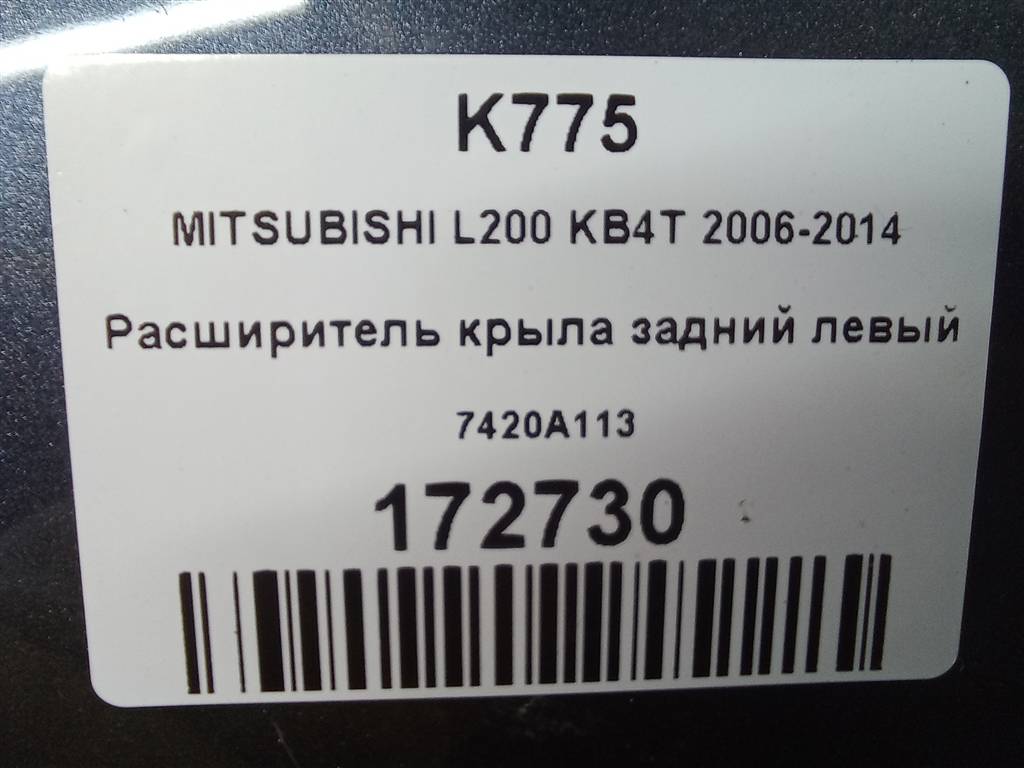 K775
MITSUBISHI L200 KB4T 2006-2014
Расширитель крыла задний левый
7420A113
172730